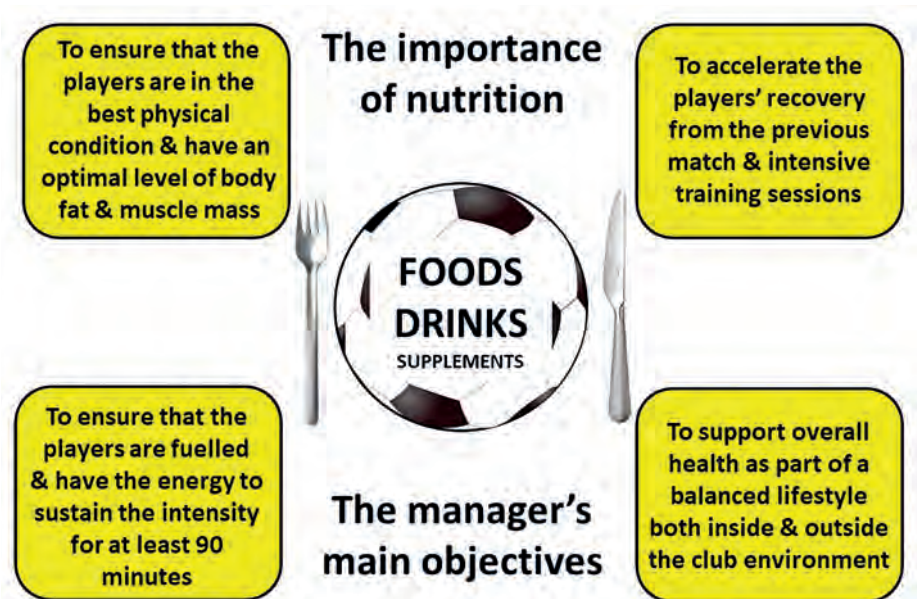 To ensure that the
players are in the
best physical
condition & have an
optimal level of body
fat & muscle mass
The importance
of nutrition
To accelerate the
players' recovery
from the previous
match & intensive
training sessions
FOODS
DRINKS
SUPPLEMENTS
To ensure that the
players are fuelled
& have the energy to
sustain the intensity
for at least 90
minutes
The manager's
main objectives
To support overall
health as part of a
balanced lifestyle
both inside & outside
the club environment